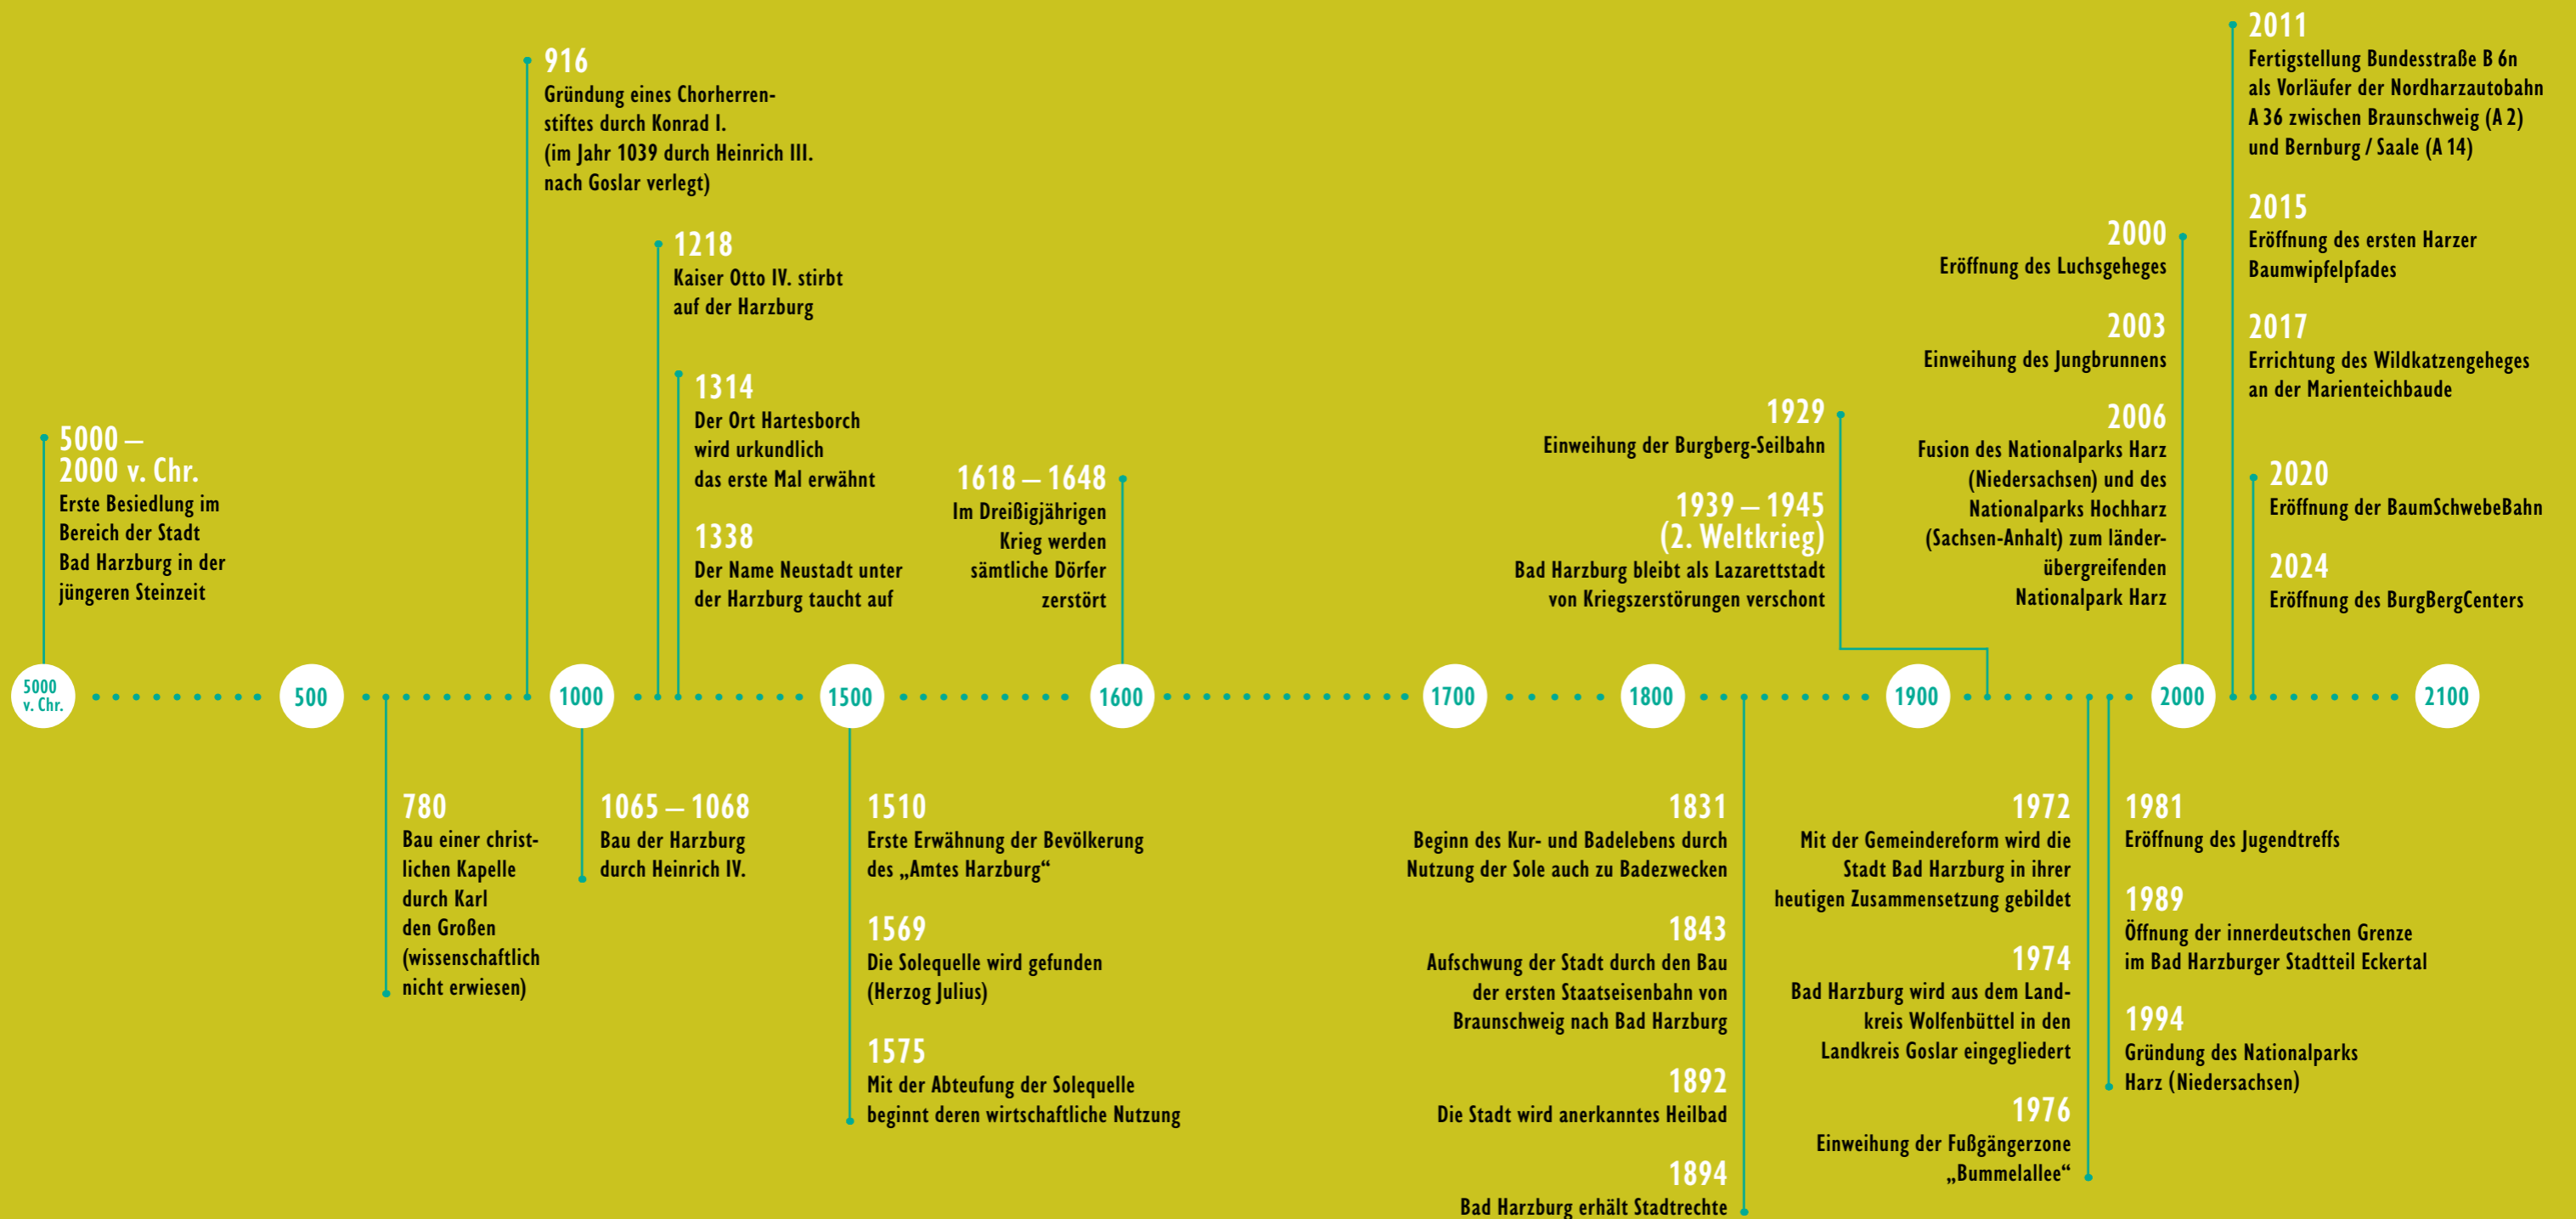 5000 –
2000 v. Chr.
Erste Besiedlung im
Bereich der Stadt
Bad Harzburg in der
jüngeren Steinzeit
916
Gründung eines Chorherren-
stiftes durch Konrad I.
(im Jahr 1039 durch Heinrich III.
nach Goslar verlegt)
1218
Kaiser Otto IV. stirbt
auf der Harzburg
1314
Der Ort Hartesborch
wird urkundlich
das erste Mal erwähnt
1338
Der Name Neustadt unter
der Harzburg taucht auf
1618 – 1648
Im Dreißigjährigen
Krieg werden
sämtliche Dörfer
zerstört
1929
Einweihung der Burgberg-Seilbahn
1939 – 1945
(2. Weltkrieg)
Bad Harzburg bleibt als Lazarettstadt
von Kriegszerstörungen verschont
2000
Eröffnung des Luchsgeheges
2003
Einweihung des Jungbrunnens
2006
Fusion des Nationalparks Harz
(Niedersachsen) und des
Nationalparks Hochharz
(Sachsen-Anhalt) zum länder-
übergreifenden
Nationalpark Harz
2011
Fertigstellung Bundesstraße B 6n
als Vorläufer der Nordharzautobahn
A 36 zwischen Braunschweig (A 2)
und Bernburg / Saale (A 14)
2015
Eröffnung des ersten Harzer
Baumwipfelpfades
2017
Errichtung des Wildkatzengeheges
an der Marienteichbaude
2020
Eröffnung der BaumSchwebeBahn
2024
Eröffnung des BurgBergCenters
5000
v. Chr.
500
1000
1500
1600
1700
1800
1900
2000
2100
780
Bau einer christ-
lichen Kapelle
durch Karl
den Großen
(wissenschaftlich
nicht erwiesen)
1065 – 1068
Bau der Harzburg
durch Heinrich IV.
1510
Erste Erwähnung der Bevölkerung
des „Amtes Harzburg“
1569
Die Solequelle wird gefunden
(Herzog Julius)
1575
Mit der Abteufung der Solequelle
beginnt deren wirtschaftliche Nutzung
1831
Beginn des Kur- und Badelebens durch
Nutzung der Sole auch zu Badezwecken
1843
Aufschwung der Stadt durch den Bau
der ersten Staatseisenbahn von
Braunschweig nach Bad Harzburg
1892
Die Stadt wird anerkanntes Heilbad
1894
Bad Harzburg erhält Stadtrechte
1972
Mit der Gemeindereform wird die
Stadt Bad Harzburg in ihrer
heutigen Zusammensetzung gebildet
1974
Bad Harzburg wird aus dem Land-
kreis Wolfenbüttel in den
Landkreis Goslar eingegliedert
1976
Einweihung der Fußgängerzone
„Bummelallee“
1981
Eröffnung des Jugendtreffs
1989
Öffnung der innerdeutschen Grenze
im Bad Harzburger Stadtteil Eckertal
1994
Gründung des Nationalparks
Harz (Niedersachsen)